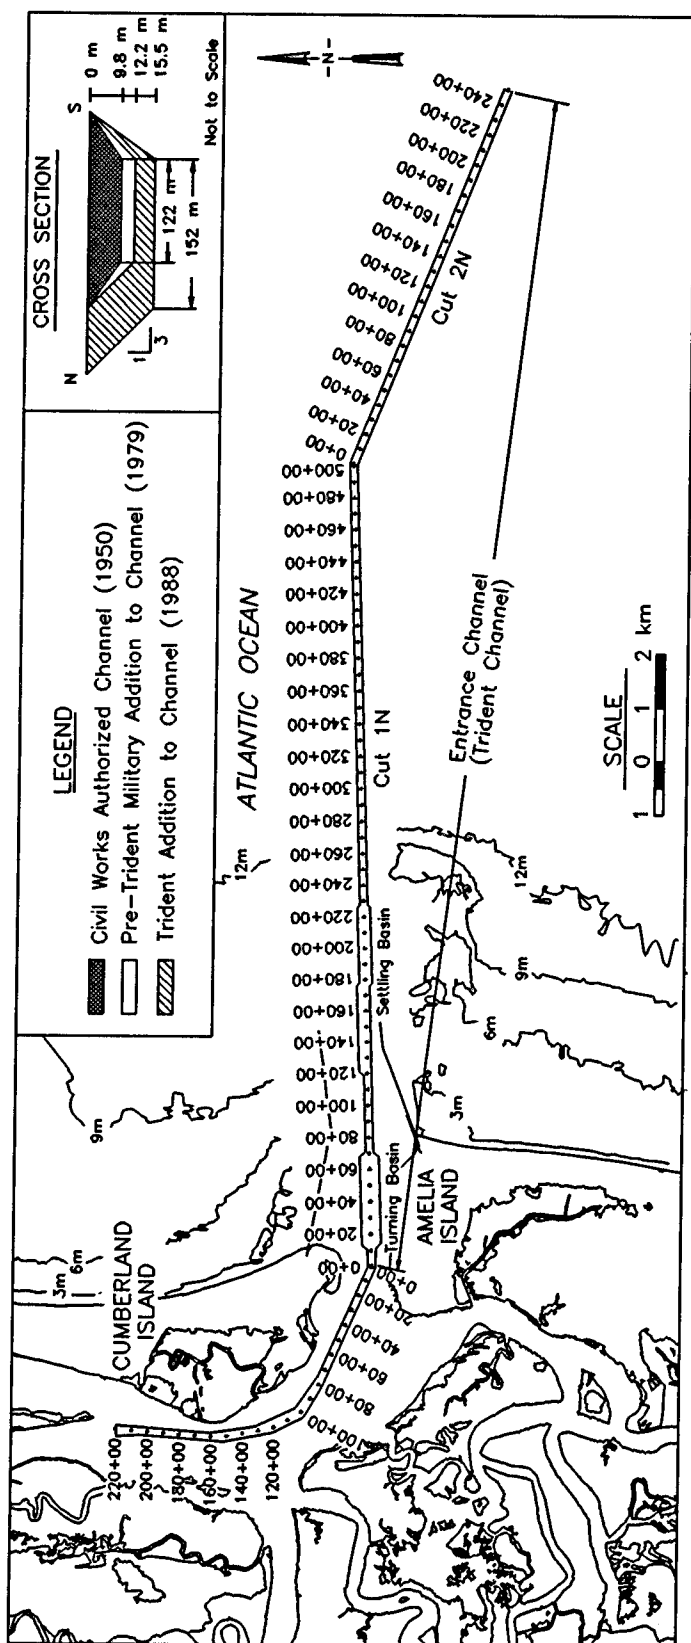 LEGEND
Civil Works Authorized Channel (1950)
Pre-Trident Military Addition to Channel (1979)
Trident Addition to Channel (1988)
CROSS SECTION
N
S
0 m
9.8 m
12.2 m
15.5 m
1
3
122 m
152 m
Not to Scale
-N-
ATLANTIC OCEAN
CUMBERLAND
ISLAND
AMELIA
ISLAND
3m
6m
9m
12m
3m
6m
9m
12m
220+00
200+00
180+00
160+00
140+00
120+00
100+00
80+00
60+00
40+00
20+00
0+00
0+00
20+00
40+00
60+00
80+00
100+00
120+00
140+00
160+00
180+00
200+00
220+00
240+00
260+00
280+00
300+00
320+00
340+00
360+00
380+00
400+00
420+00
440+00
460+00
480+00
500+00
0+00
20+00
40+00
60+00
80+00
100+00
120+00
140+00
160+00
180+00
200+00
220+00
240+00
Turning Basin
Settling Basin
Cut 1N
Cut 2N
Entrance Channel
(Trident Channel)
SCALE
1 0 1 2 km